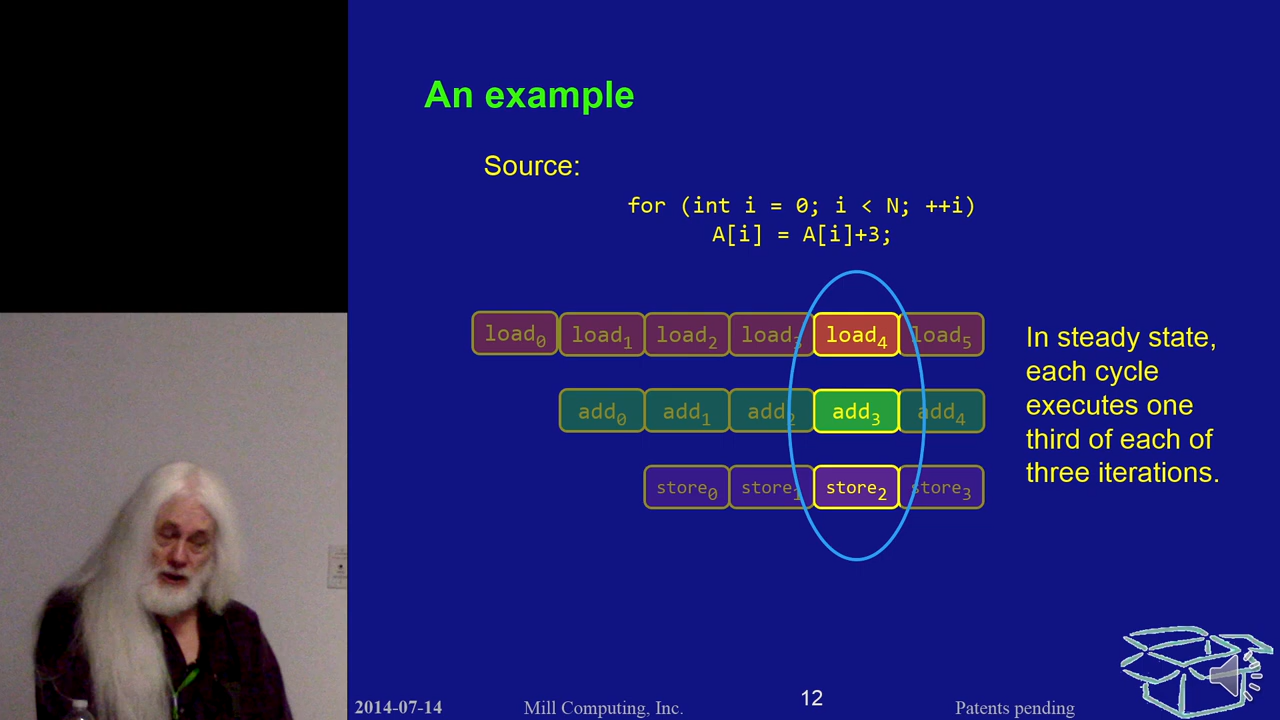 An example
Source:
for (int i = 0; i < N; ++i)
A[i] = A[i]+3;
load0 load1 load2 load3 load4 load5
add0 add1 add2 add3 add4
store0 store1 store2 store3
In steady state,
each cycle
executes one
third of each of
three iterations.
2014-07-14 Mill Computing, Inc. 12 Patents pending